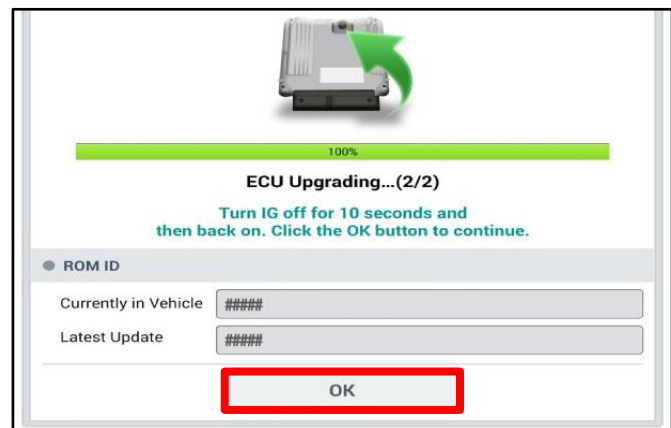 100%
ECU Upgrading...(2/2)
Turn IG off for 10 seconds and
then back on. Click the OK button to continue.
ROM ID
Currently in Vehicle #####
Latest Update #####
OK